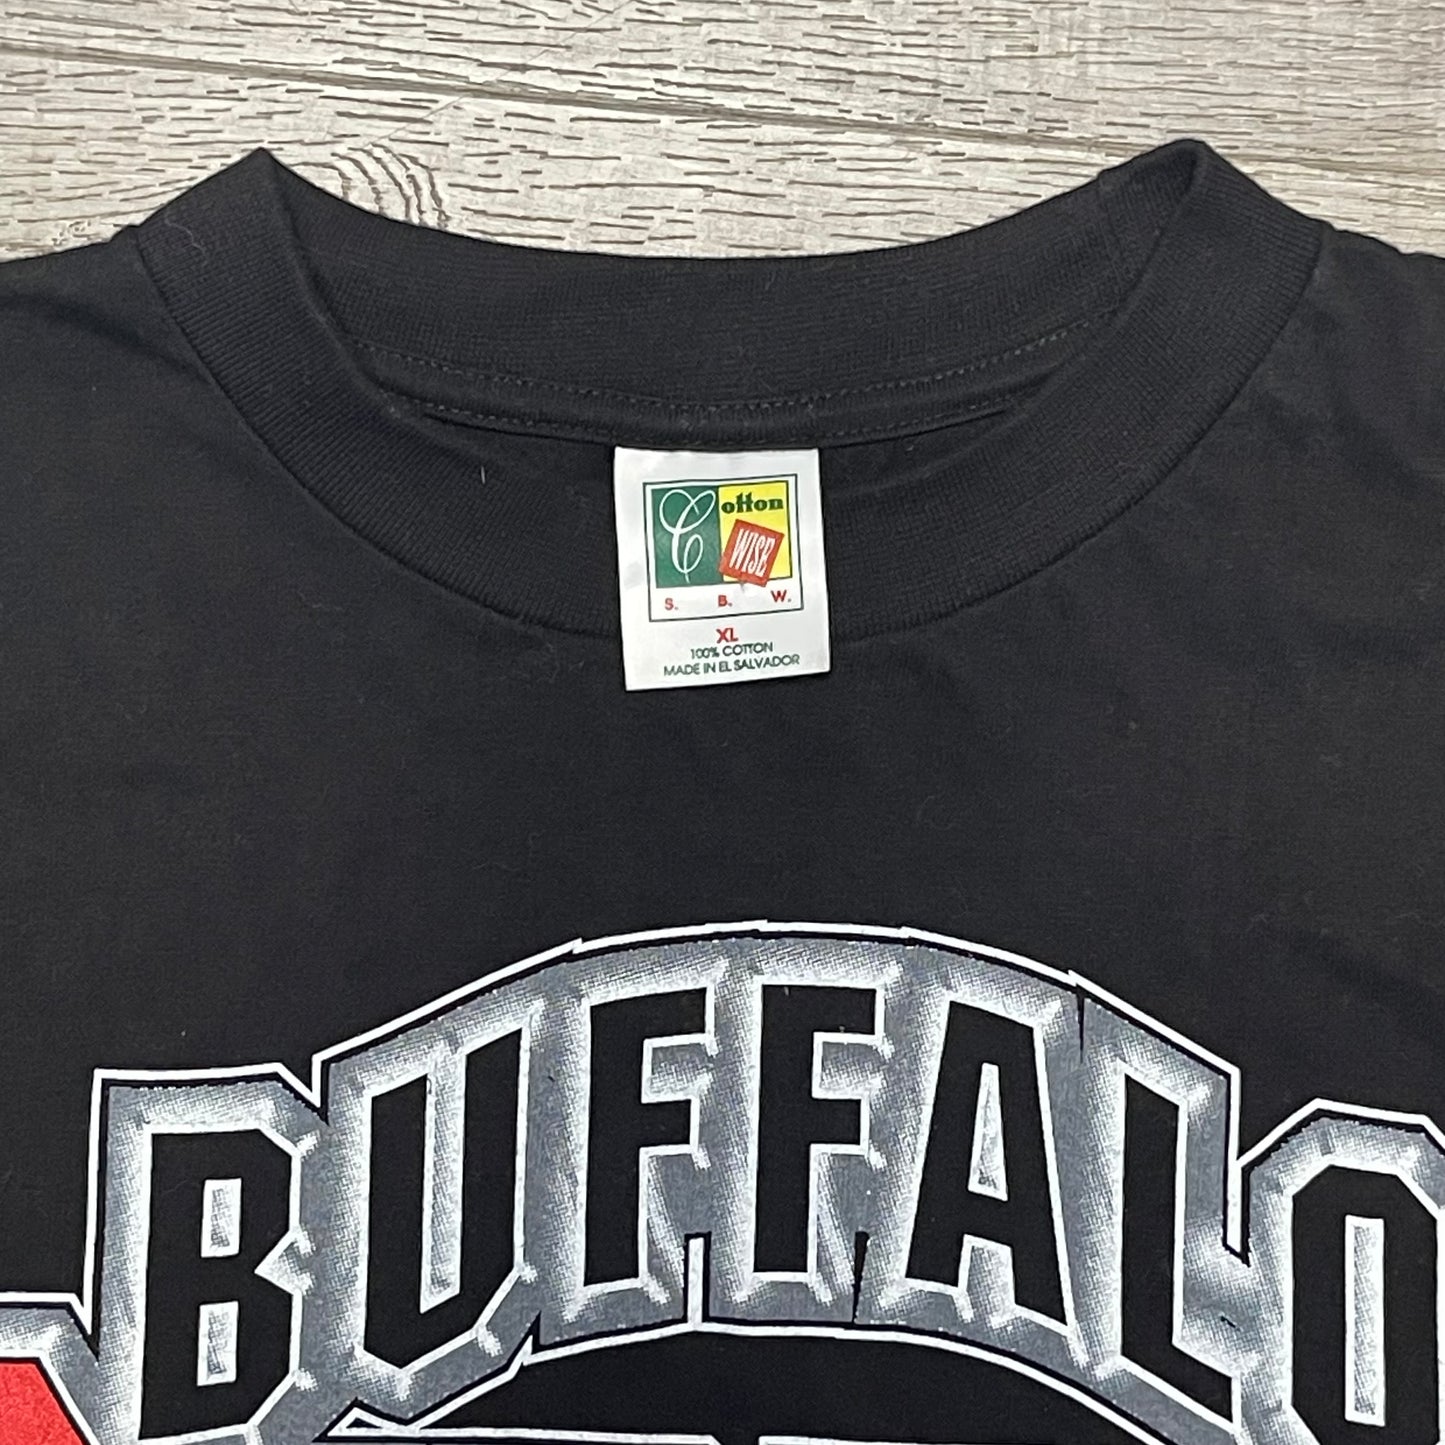 Cotton
WISE
S. B. W.
XL
100% COTTON
MADE IN EL SALVADOR
BUFFALO